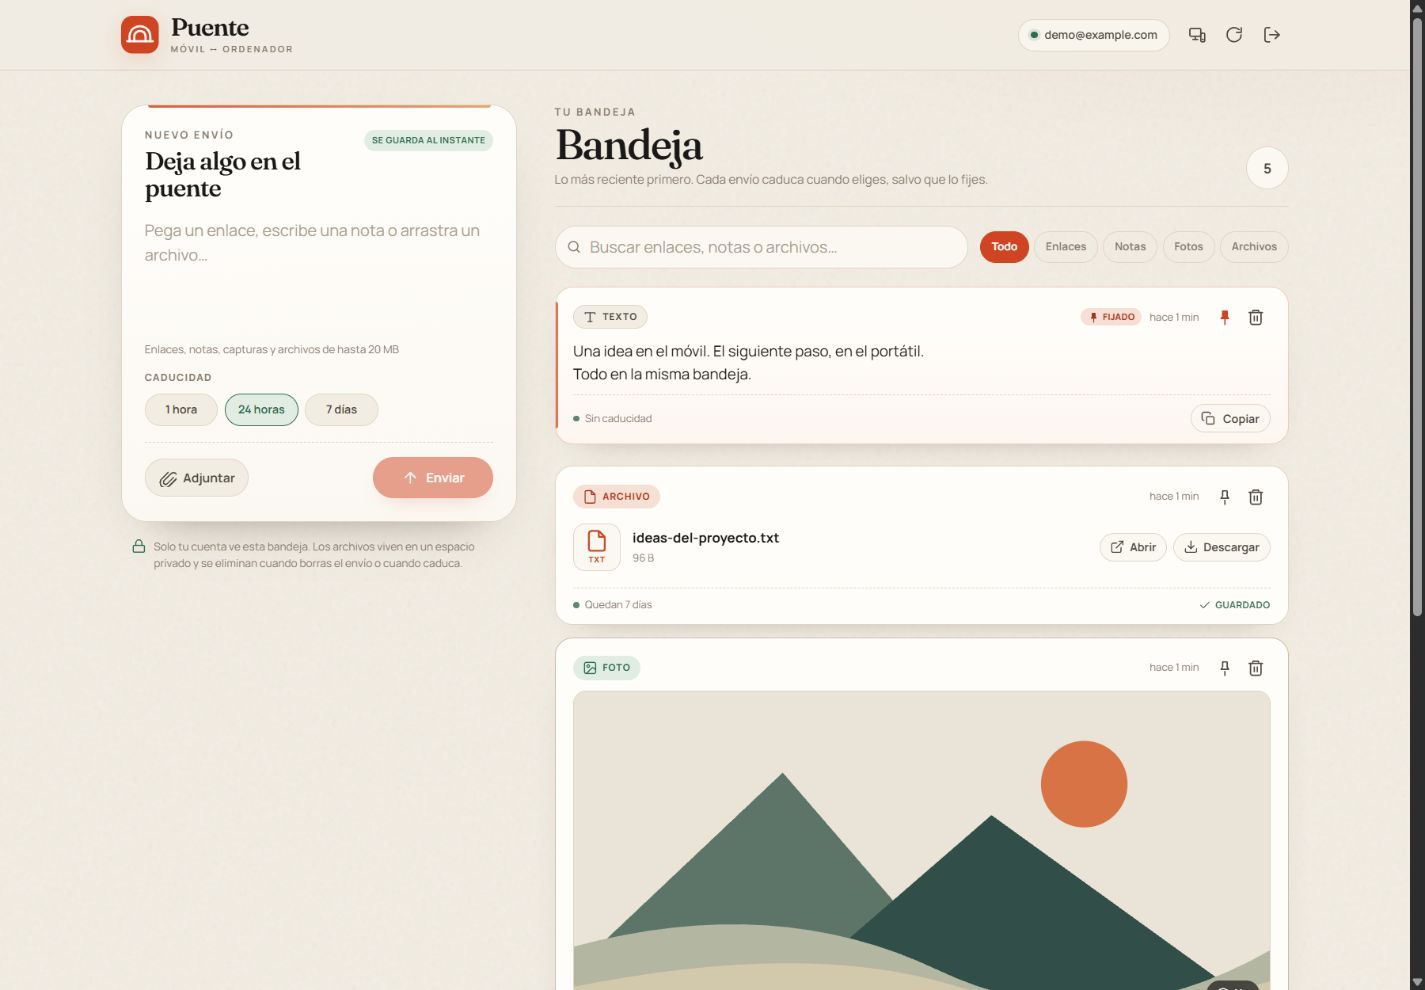 Puente
MÓVIL ↔ ORDENADOR
demo@example.com
NUEVO ENVÍO
SE GUARDA AL INSTANTE
Deja algo en el
puente
Pega un enlace, escribe una nota o arrastra un
archivo…
Enlaces, notas, capturas y archivos de hasta 20 MB
CADUCIDAD
1 hora
24 horas
7 días
Adjuntar
Enviar
Solo tu cuenta ve esta bandeja. Los archivos viven en un espacio
privado y se eliminan cuando borras el envío o cuando caduca.
TU BANDEJA
Bandeja
Lo más reciente primero. Cada envío caduca cuando eliges, salvo que lo fijes.
5
Buscar enlaces, notas o archivos…
Todo
Enlaces
Notas
Fotos
Archivos
TEXTO
FIJADO
hace 1 min
Una idea en el móvil. El siguiente paso, en el portátil.
Todo en la misma bandeja.
Sin caducidad
Copiar
ARCHIVO
hace 1 min
TXT
ideas-del-proyecto.txt
96 B
Abrir
Descargar
Quedan 7 días
GUARDADO
FOTO
hace 1 min